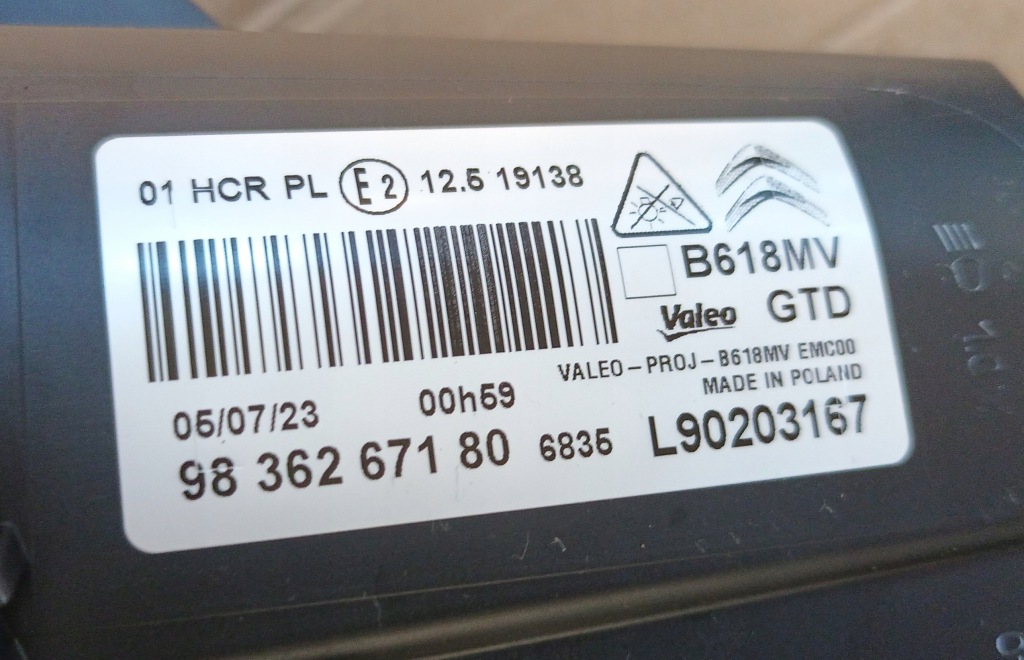 01 HCR PL E2 12.5 19138
B618MV
Valeo GTD
VALEO-PROJ-B618MV EMC00
MADE IN POLAND
05/07/23 00h59
98 362 671 80 6835 L90203167